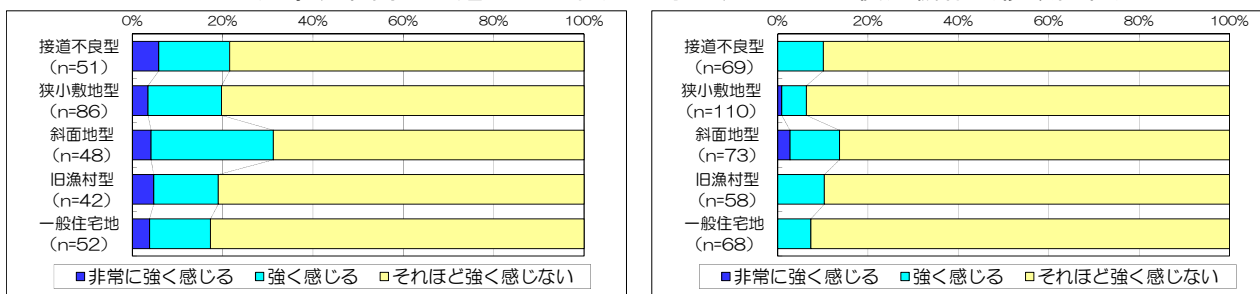 0% 20% 40% 60% 80% 100%
接道不良型
（n=51）
狭小敷地型
（n=86）
斜面地型
（n=48）
旧漁村型
（n=42）
一般住宅地
（n=52）
■非常に強く感じる ■強く感じる ■それほど強く感じない
0% 20% 40% 60% 80% 100%
接道不良型
（n=69）
狭小敷地型
（n=110）
斜面地型
（n=73）
旧漁村型
（n=58）
一般住宅地
（n=68）
■非常に強く感じる ■強く感じる ■それほど強く感じない